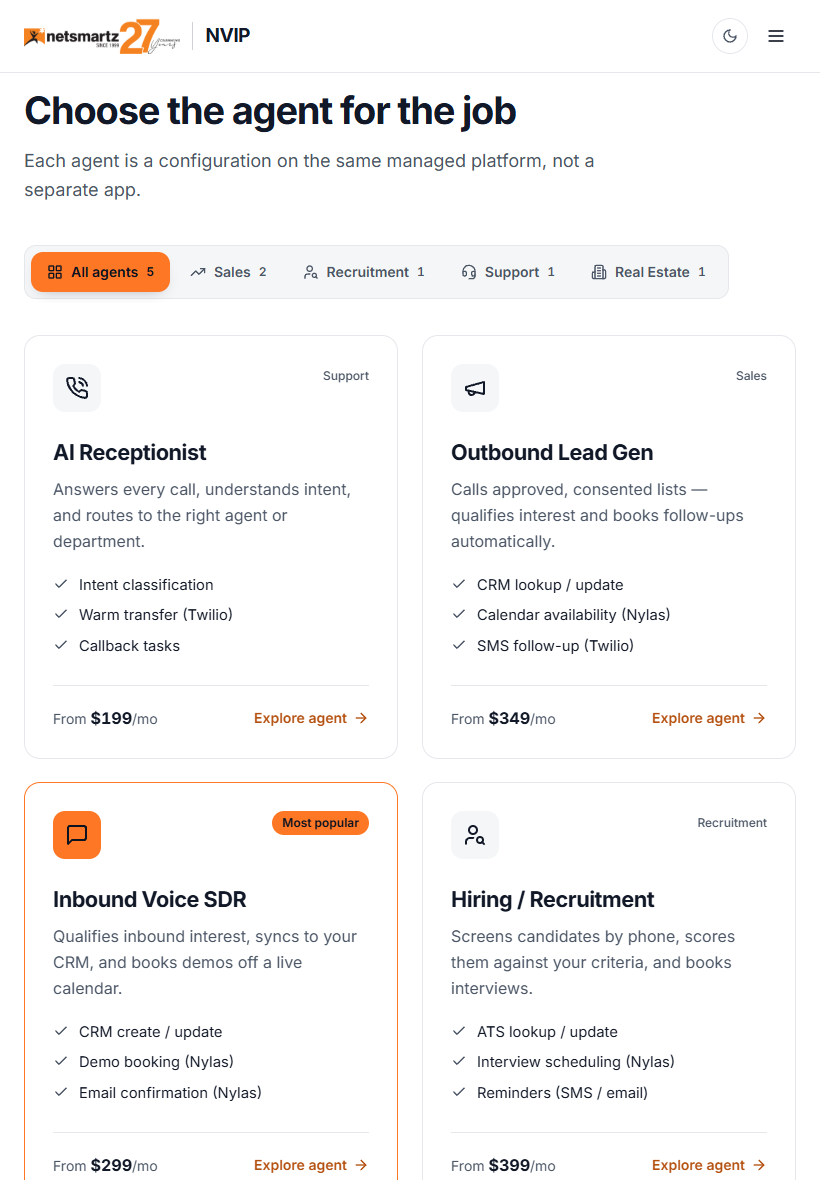 netsmartz
SINCE 1999
27
Years
NVIP
Choose the agent for the job
Each agent is a configuration on the same managed platform, not a
separate app.
All agents 5
Sales 2
Recruitment 1
Support 1
Real Estate 1
Support
AI Receptionist
Answers every call, understands intent,
and routes to the right agent or
department.
Intent classification
Warm transfer (Twilio)
Callback tasks
From $199/mo
Explore agent →
Sales
Outbound Lead Gen
Calls approved, consented lists —
qualifies interest and books follow-ups
automatically.
CRM lookup / update
Calendar availability (Nylas)
SMS follow-up (Twilio)
From $349/mo
Explore agent →
Most popular
Inbound Voice SDR
Qualifies inbound interest, syncs to your
CRM, and books demos off a live
calendar.
CRM create / update
Demo booking (Nylas)
Email confirmation (Nylas)
From $299/mo
Explore agent →
Recruitment
Hiring / Recruitment
Screens candidates by phone, scores
them against your criteria, and books
interviews.
ATS lookup / update
Interview scheduling (Nylas)
Reminders (SMS / email)
From $399/mo
Explore agent →